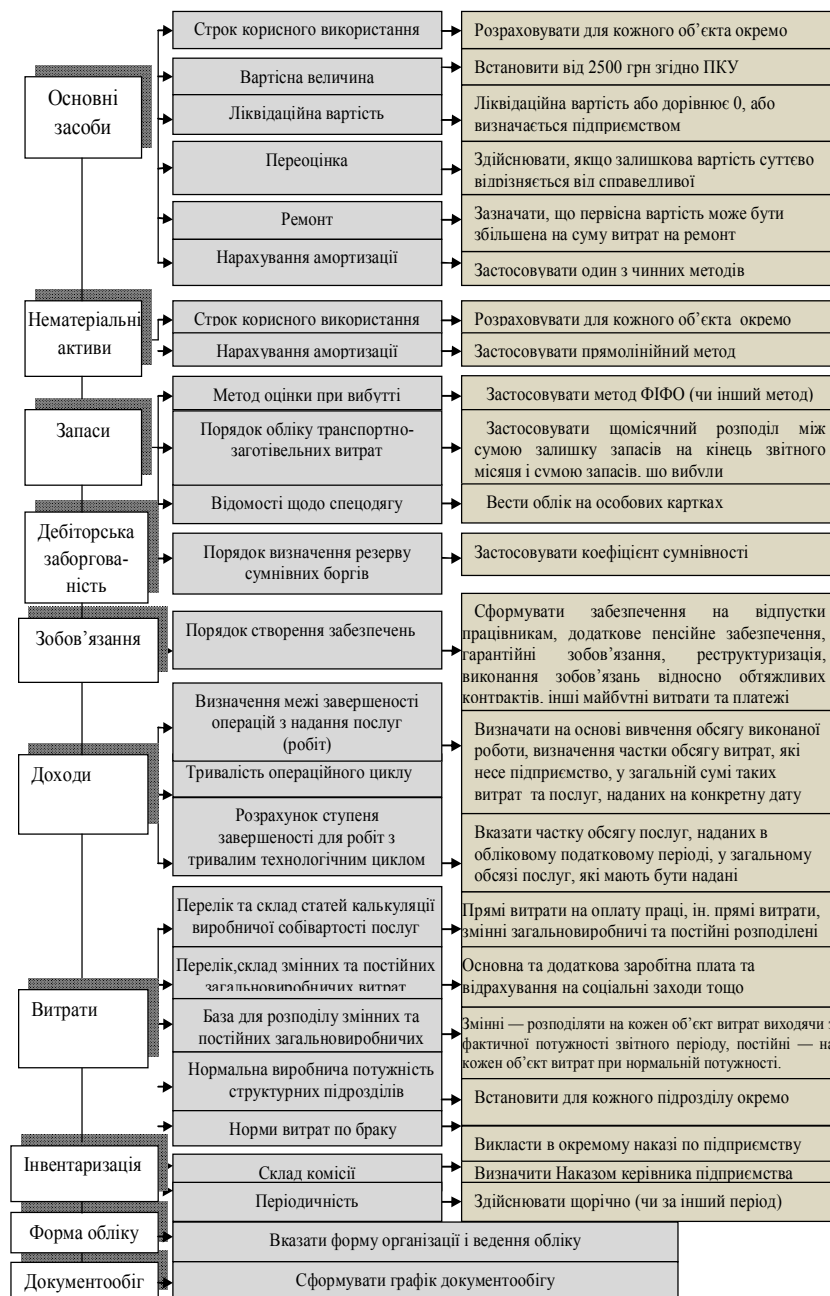 Основні
засоби
Строк корисного використання
Розраховувати для кожного об’єкта окремо
Вартісна величина
Встановити від 2500 грн згідно ПКУ
Ліквідаційна вартість
Ліквідаційна вартість або дорівнює 0, або
визначається підприємством
Переоцінка
Здійснювати, якщо залишкова вартість суттєво
відрізняється від справедливої
Ремонт
Зазначати, що первісна вартість може бути
збільшена на суму витрат на ремонт
Нарахування амортизації
Застосовувати один з чинних методів
Нематеріальні
активи
Строк корисного використання
Розраховувати для кожного об’єкта окремо
Нарахування амортизації
Застосовувати прямолінійний метод
Запаси
Метод оцінки при вибутті
Застосовувати метод ФІФО (чи інший метод)
Порядок обліку транспортно-
заготівельних витрат
Застосовувати щомісячний розподіл між
сумою залишку запасів на кінець звітного
місяця і сумою запасів, що вибули
Відомості щодо спецодягу
Вести облік на особових картках
Дебіторська
заборгова-
ність
Порядок визначення резерву
сумнівних боргів
Застосовувати коефіцієнт сумнівності
Зобов’язання
Порядок створення забезпечень
Сформувати забезпечення на відпустки
працівникам, додаткове пенсійне забезпечення,
гарантійні зобов’язання, реструктуризація,
виконання зобов’язань відносно обтяжливих
контрактів, інші майбутні витрати та платежі
Доходи
Визначення межі завершеності
операцій з надання послуг
(робіт)
Визначати на основі вивчення обсягу виконаної
роботи, визначення частки обсягу витрат, які
несе підприємство, у загальній сумі таких
витрат та послуг, наданих на конкретну дату
Тривалість операційного циклу
Розрахунок ступеня
завершеності для робіт з
тривалим технологічним циклом
Вказати частку обсягу послуг, наданих в
обліковому податковому періоді, у загальному
обсязі послуг, які мають бути надані
Витрати
Перелік та склад статей калькуляції
виробничої собівартості послуг
Прямі витрати на оплату праці, ін. прямі витрати,
змінні загальновиробничі та постійні розподілені
Перелік,склад змінних та постійних
загальновиробничих витрат
Основна та додаткова заробітна плата та
відрахування на соціальні заходи тощо
База для розподілу змінних та
постійних загальновиробничих
Змінні — розподіляти на кожен об’єкт витрат виходячи з
фактичної потужності звітного періоду, постійні — на
кожен об’єкт витрат при нормальній потужності.
Нормальна виробнича потужність
структурних підрозділів
Встановити для кожного підрозділу окремо
Норми витрат по браку
Викласти в окремому наказі по підприємству
Інвентаризація
Склад комісії
Визначити Наказом керівника підприємства
Періодичність
Здійснювати щорічно (чи за інший період)
Форма обліку
Вказати форму організації і ведення обліку
Документообіг
Сформувати графік документообігу